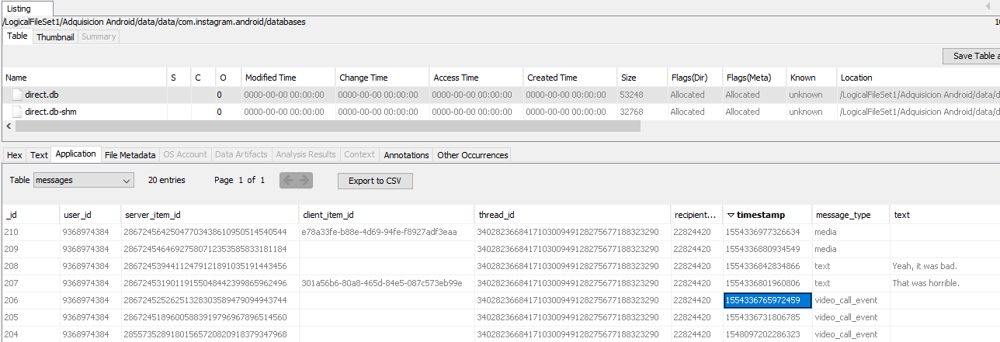 Listing
/LogicalFileSet1/Adquisicion Android/data/data/com.instagram.android/databases
Table Thumbnail Summary
Save Table a
Name S C O Modified Time Change Time Access Time Created Time Size Flags(Dir) Flags(Meta) Known Location
direct.db 0 0000-00-00 00:00:00 0000-00-00 00:00:00 0000-00-00 00:00:00 0000-00-00 00:00:00 53248 Allocated Allocated unknown /LogicalFileSet1/Adquisicion Android/data/d
direct.db-shm 0 0000-00-00 00:00:00 0000-00-00 00:00:00 0000-00-00 00:00:00 0000-00-00 00:00:00 32768 Allocated Allocated unknown /LogicalFileSet1/Adquisicion Android/data/d
Hex Text Application File Metadata OS Account Data Artifacts Analysis Results Context Annotations Other Occurrences
Table messages 20 entries Page 1 of 1 Export to CSV
_id user_id server_item_id client_item_id thread_id recipient... timestamp message_type text
210 9368974384 28672456425047703438610950514540544 e78a33fe-b88e-4d69-94fe-f8927adf3eaa 340282366841710300949128275677188323290 22824420 1554336977326634 media
209 9368974384 28672454646927580712353585833181184 340282366841710300949128275677188323290 22824420 1554336880934549 media
208 9368974384 28672453944112479121891035191443456 340282366841710300949128275677188323290 22824420 1554336842834866 text Yeah, it was bad.
207 9368974384 28672453190119155048442399865962496 301a56b6-80a8-465d-84e5-087c573eb99e 340282366841710300949128275677188323290 22824420 1554336801960806 text That was horrible.
206 9368974384 28672452526251328303589479094943744 340282366841710300949128275677188323290 22824420 1554336765972459 video_call_event
205 9368974384 28672451896005883919796967896514560 340282366841710300949128275677188323290 22824420 1554336731806785 video_call_event
204 9368974384 28557352891801565720820918379347968 340282366841710300949128275677188323290 22824420 1548097202286323 video_call_event